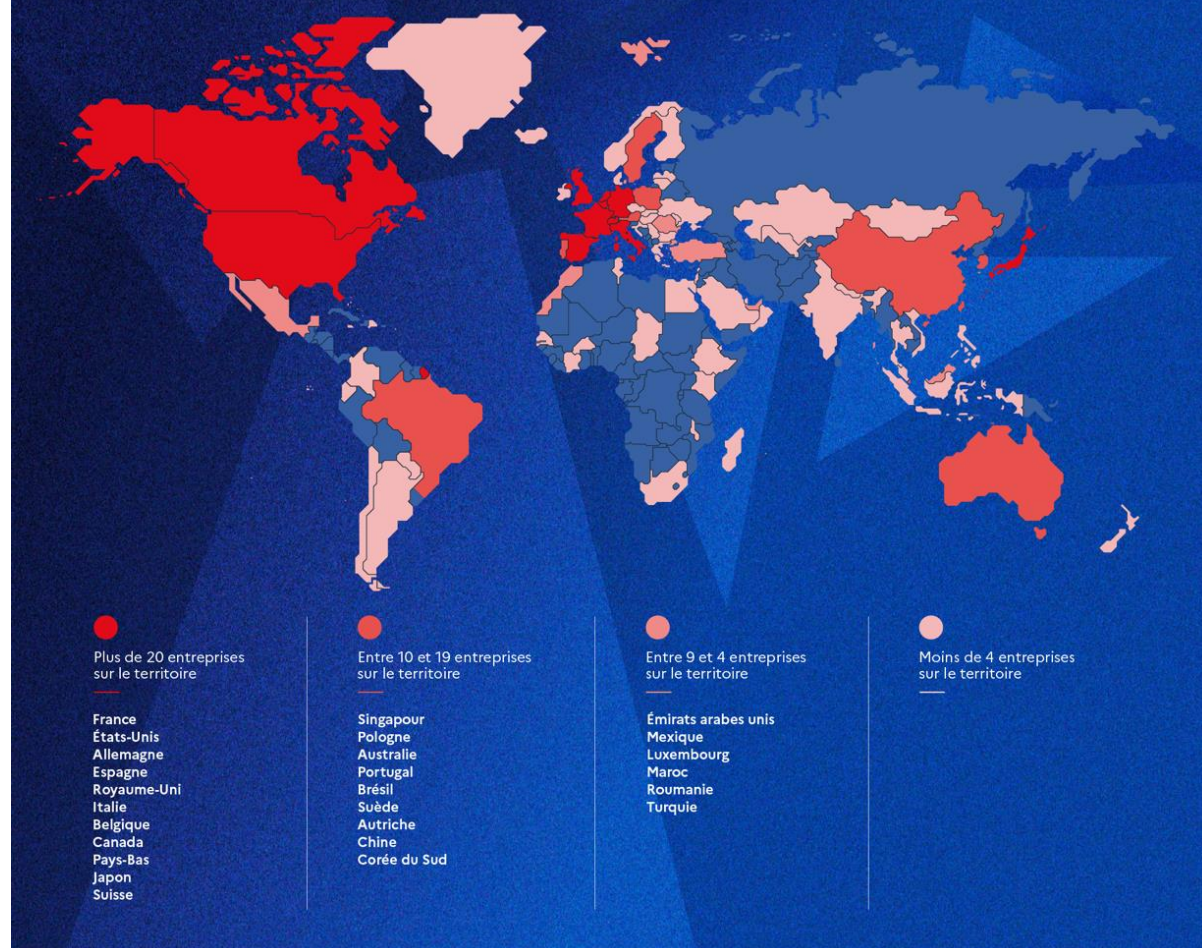 Plus de 20 entreprises
sur le territoire
France
États-Unis
Allemagne
Espagne
Royaume-Uni
Italie
Belgique
Canada
Pays-Bas
Japon
Suisse
Entre 10 et 19 entreprises
sur le territoire
Singapour
Pologne
Australie
Portugal
Brésil
Suède
Autriche
Chine
Corée du Sud
Entre 9 et 4 entreprises
sur le territoire
Émirats arabes unis
Mexique
Luxembourg
Maroc
Roumanie
Turquie
Moins de 4 entreprises
sur le territoire